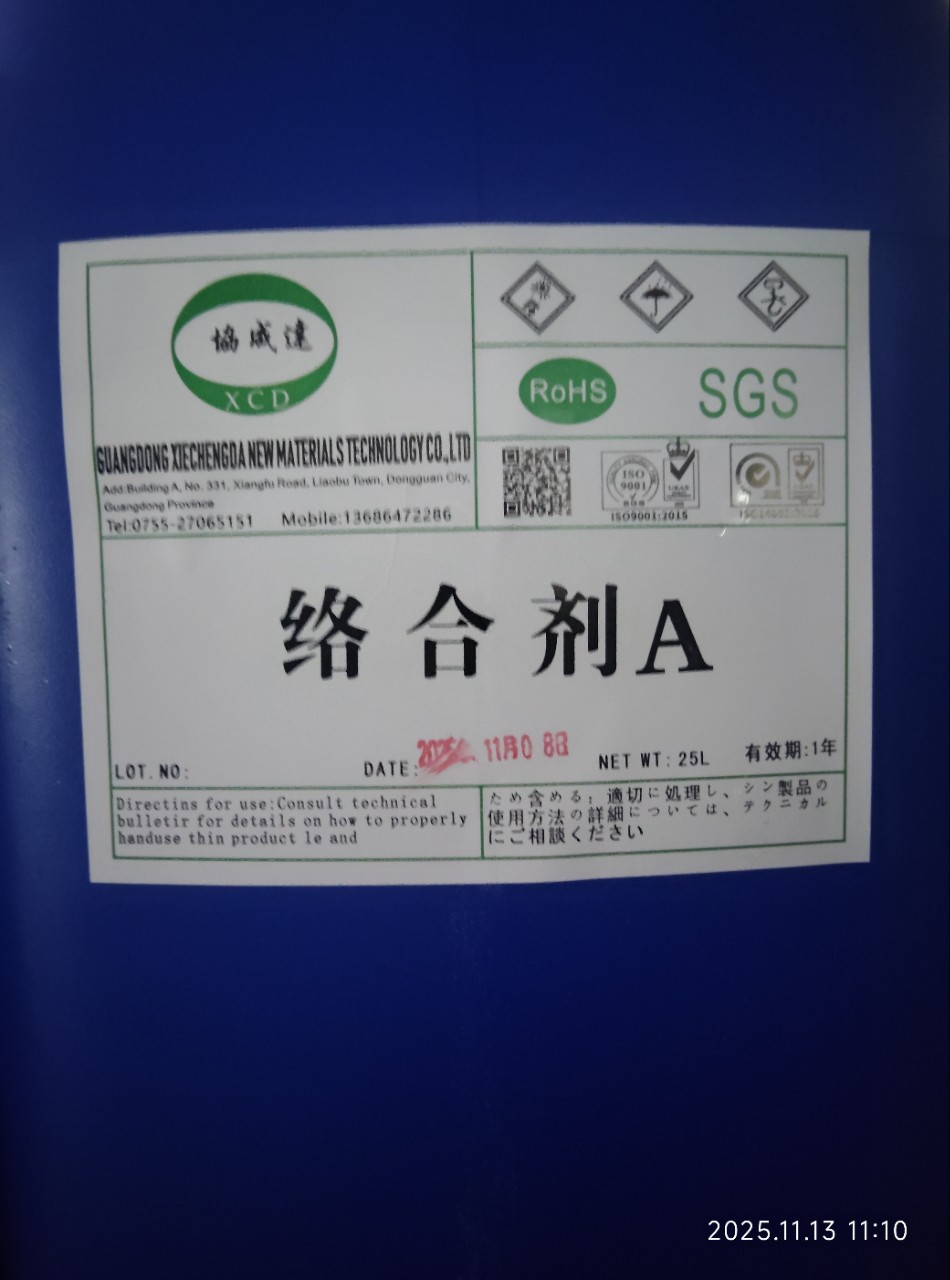 協成達
XCD
GUANGDONG XIECHENGDA NEW MATERIALS TECHNOLOGY CO.,LTD
Add:Building A, No. 331, Xiangfu Road, Liaobu Town, Dongguan City,
Guangdong Province
Tel:0755-27065151 Mobile:13686472286
RoHS
SGS
ISO
9001
UKAS
ISO9001:2015
络合剂A
LOT.NO:
DATE: 11月08日
NET WT: 25L
有效期:1年
Directins for use:Consult technical
bulletir for details on how to properly
handuse thin product le and
ため含める; 適切に処理し、シン製品の
使用方法の詳細については、テクニカル
にご相談ください
2025.11.13 11:10